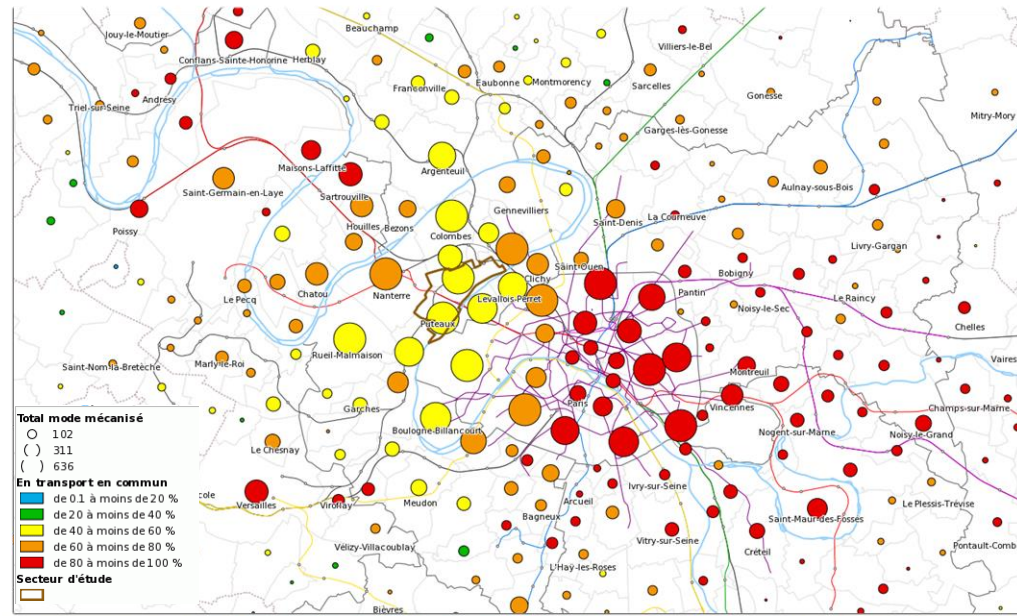 Jouy-le-Moutier
Beauchamp
Villiers-le-Bel
Conflans-Sainte-Honorine
Herblay
Eaubonne
Montmorency
Franconville
Sarcelles
Gonesse
Andrésy
Triel-sur-Seine
Mitry-Mory
Garges-lès-Gonesse
Maisons-Laffitte
Argenteuil
Saint-Germain-en-Laye
Sartrouville
Aulnay-sous-Bois
Gennevilliers
Saint-Denis
La Courneuve
Poissy
Houilles
Bezons
Colombes
Livry-Gargan
Saint-Ouen
Bobigny
Clichy
Le Pecq
Chatou
Nanterre
Levallois-Perret
Pantin
Le Raincy
Noisy-le-Sec
Puteaux
Chelles
Rueil-Malmaison
Saint-Nom-la-Bretèche
Marly-le-Roi
Vaires
Montreuil
Garches
Paris
Vincennes
Champs-sur-Marne
Boulogne-Billancourt
Nogent-sur-Marne
Noisy-le-Grand
Le Chesnay
Ivry-sur-Seine
cole
Versailles
Viroflay
Meudon
Arcueil
Le Plessis-Trévise
Bagneux
Saint-Maur-des-Fossés
Vitry-sur-Seine
Créteil
Pontault-Comb
Vélizy-Villacoublay
L'Haÿ-les-Roses
Bièvres
Total mode mécanisé
102
311
636
En transport en commun
de 0.1 à moins de 20 %
de 20 à moins de 40 %
de 40 à moins de 60 %
de 60 à moins de 80 %
de 80 à moins de 100 %
Secteur d'étude